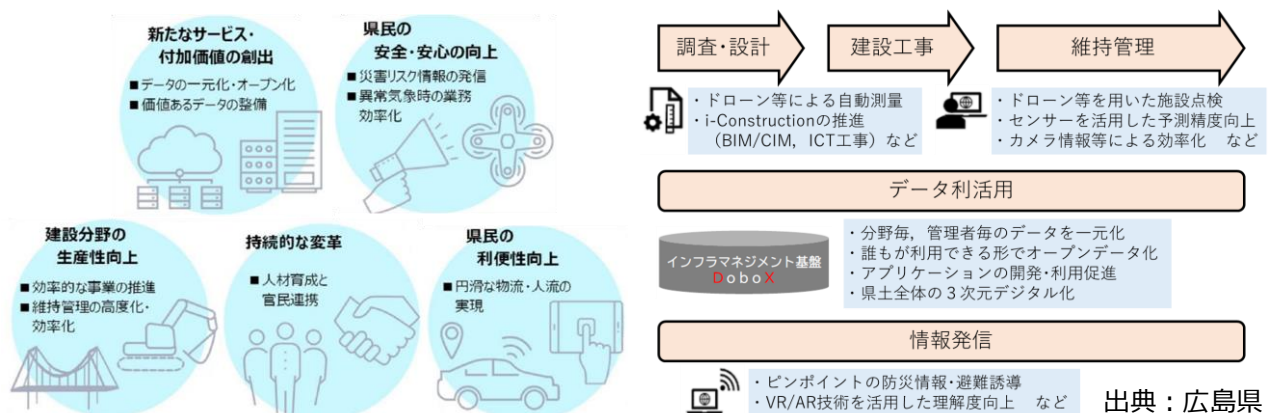 新たなサービス・
付加価値の創出
■データの一元化・オープン化
■価値あるデータの整備
県民の
安全・安心の向上
■災害リスク情報の発信
■異常気象時の業務
効率化
建設分野の
生産性向上
■効率的な事業の推進
■維持管理の高度化・
効率化
持続的な変革
■人材育成と
官民連携
県民の
利便性向上
■円滑な物流・人流の
実現
調査・設計
建設工事
維持管理
・ドローン等による自動測量
・i-Constructionの推進
（BIM/CIM，ICT工事）など
・ドローン等を用いた施設点検
・センサーを活用した予測精度向上
・カメラ情報等による効率化　など
データ利活用
インフラマネジメント基盤
DoboX
・分野毎，管理者毎のデータを一元化
・誰もが利用できる形でオープンデータ化
・アプリケーションの開発・利用促進
・県土全体の３次元デジタル化
情報発信
・ピンポイントの防災情報・避難誘導
・VR/AR技術を活用した理解度向上　など
出典：広島県